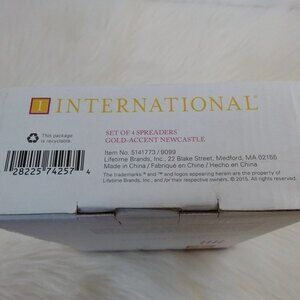 I INTERNATIONAL®
This package
is recyclable.
SET OF 4 SPREADERS
GOLD-ACCENT NEWCASTLE
Item No. 5141773 / 9099
Lifetime Brands, Inc., 22 Blake Street, Medford, MA 02155
Made in China / Fabriqué en Chine / Hecho en China
The trademarks ® and ™ and logos appearing herein are the property of
Lifetime Brands, Inc., and/or their respective owners. © 2015. All rights reserved.
28225 74257 4